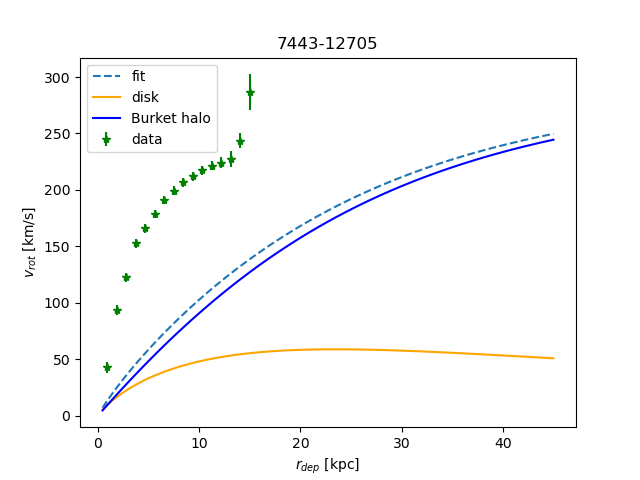 7443-12705
fit
disk
Burket halo
data
300
250
200
150
100
50
0
v_rot [km/s]
0 10 20 30 40
r_dep [kpc]